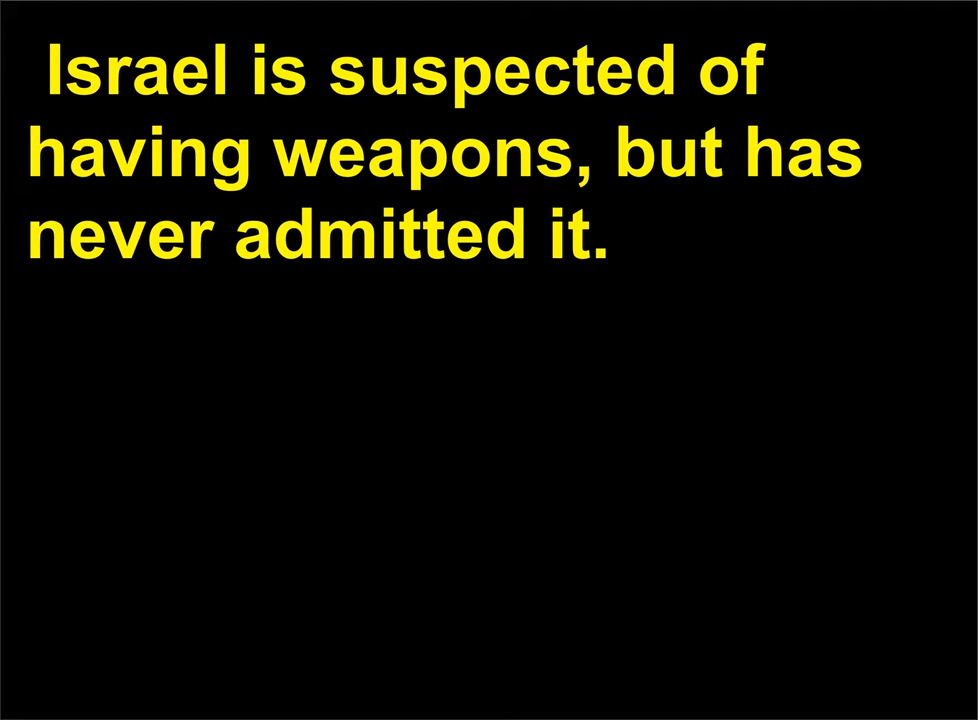 Israel is suspected of
having weapons, but has
never admitted it.